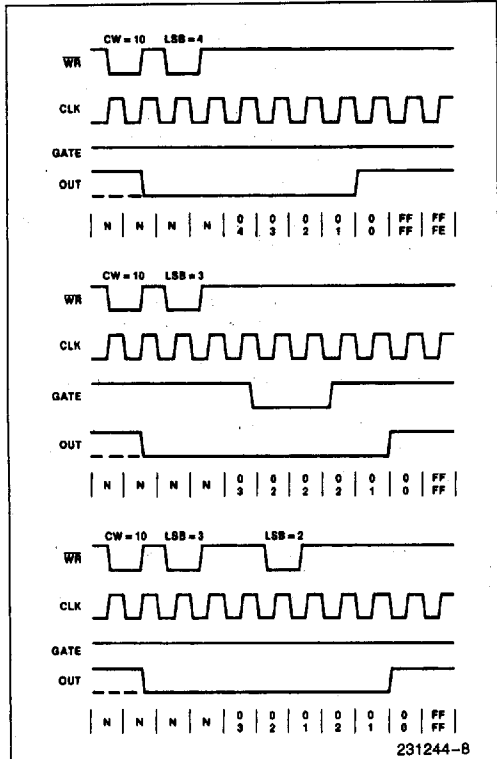 CW = 10 LSB = 4
WR
CLK
GATE
OUT
N N N N 0 0 0 0 0 FF FF
4 3 2 1 0 FF FE
CW = 10 LSB = 3
WR
CLK
GATE
OUT
N N N N 0 0 0 0 0 0 FF
3 2 2 2 1 0 FF
CW = 10 LSB = 3 LSB = 2
WR
CLK
GATE
OUT
N N N N 0 0 0 0 0 0 FF
3 2 1 2 1 0 FF
231244-8